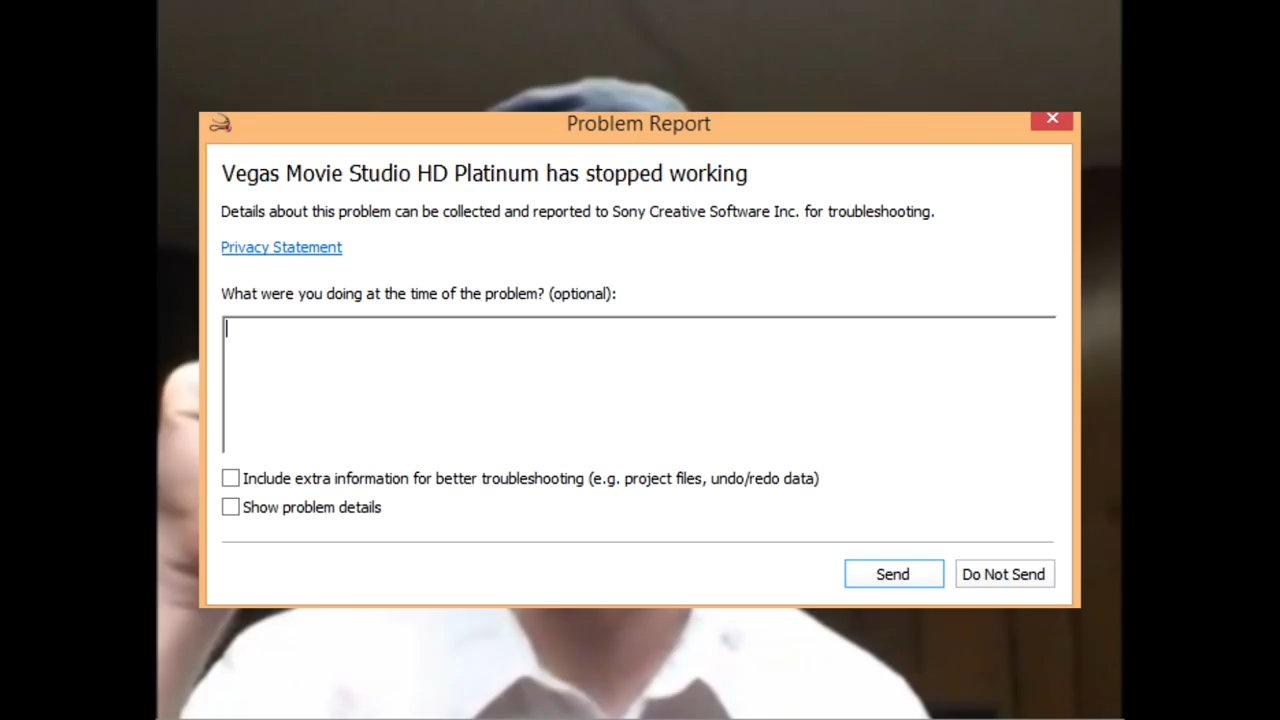 Problem Report
Vegas Movie Studio HD Platinum has stopped working
Details about this problem can be collected and reported to Sony Creative Software Inc. for troubleshooting.
Privacy Statement
What were you doing at the time of the problem? (optional):
Include extra information for better troubleshooting (e.g. project files, undo/redo data)
Show problem details
Send Do Not Send